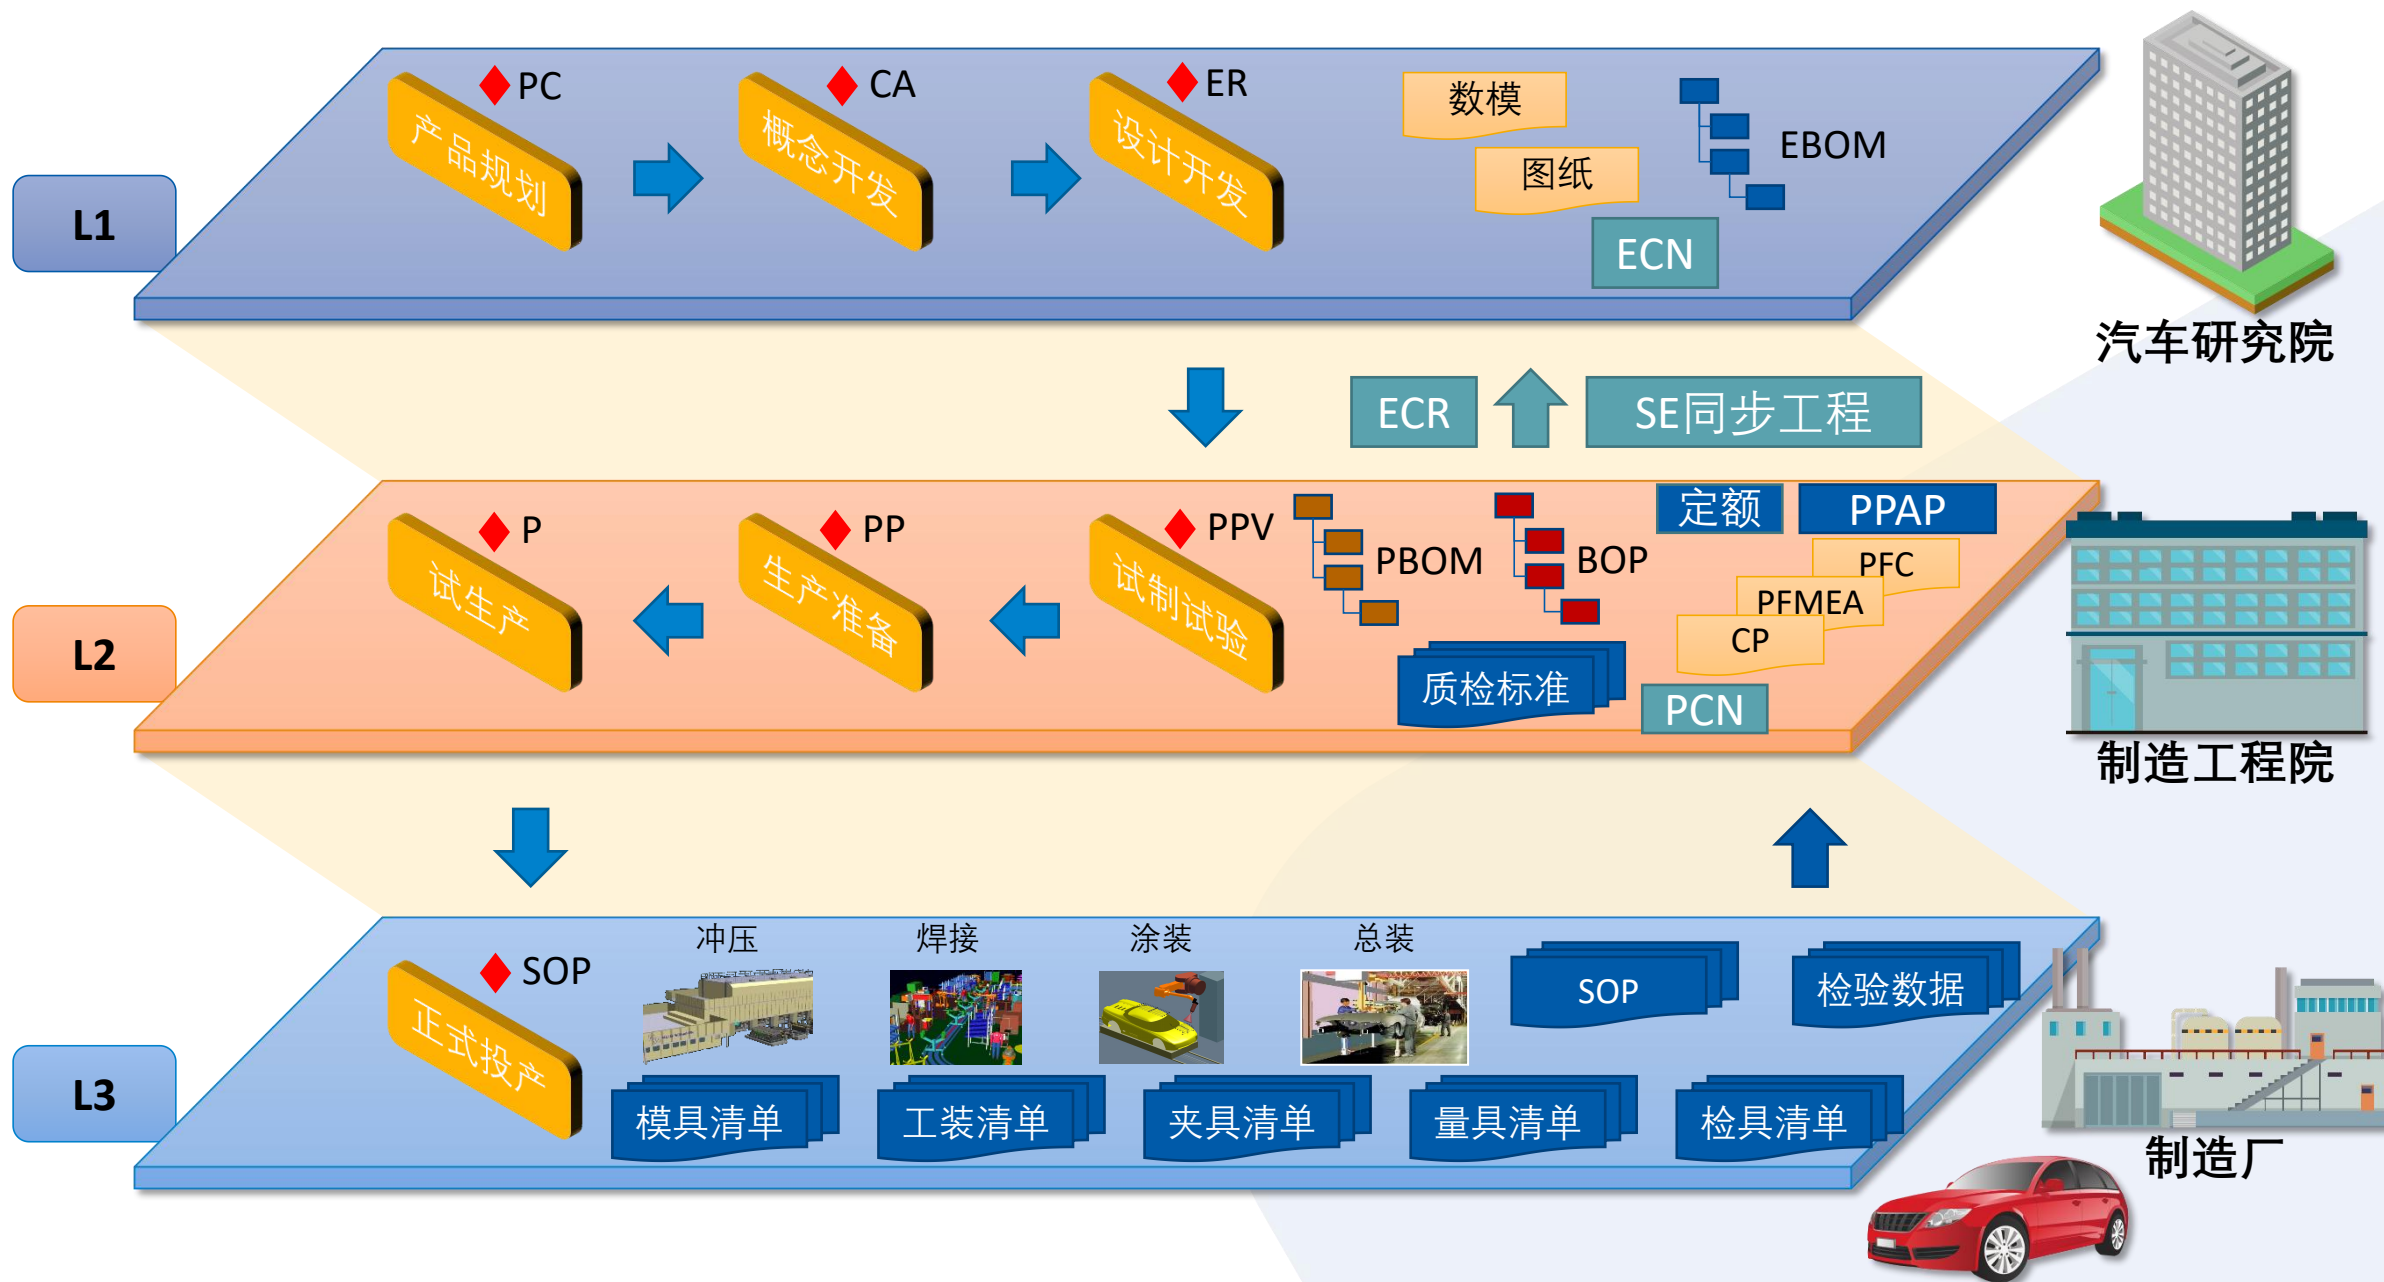 L1
PC
产品规划
CA
概念开发
ER
设计开发
数模
图纸
EBOM
ECN
汽车研究院
ECR
SE同步工程
L2
P
试生产
PP
生产准备
PPV
试制试验
PBOM
BOP
定额
PPAP
PFC
PFMEA
CP
质检标准
PCN
制造工程院
L3
SOP
正式投产
冲压
焊接
涂装
总装
SOP
检验数据
模具清单
工装清单
夹具清单
量具清单
检具清单
制造厂